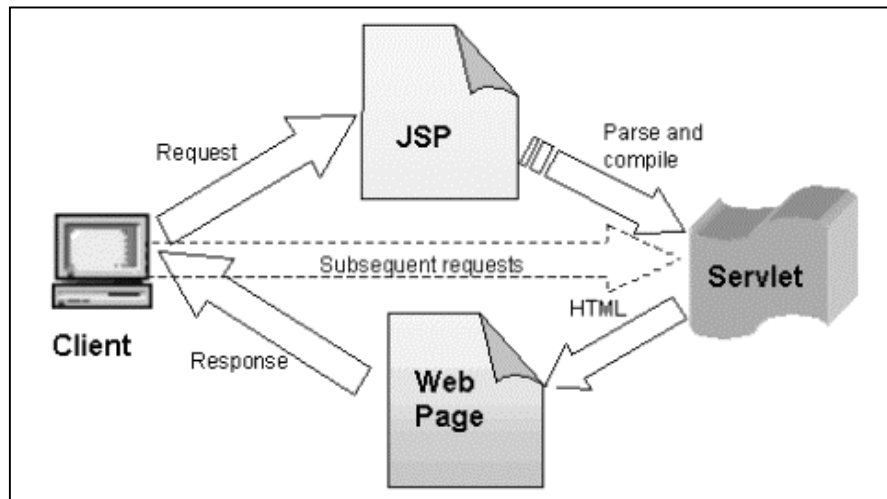 JSP
Parse and
compile
Request
Subsequent requests
Servlet
Client
HTML
Response
Web
Page